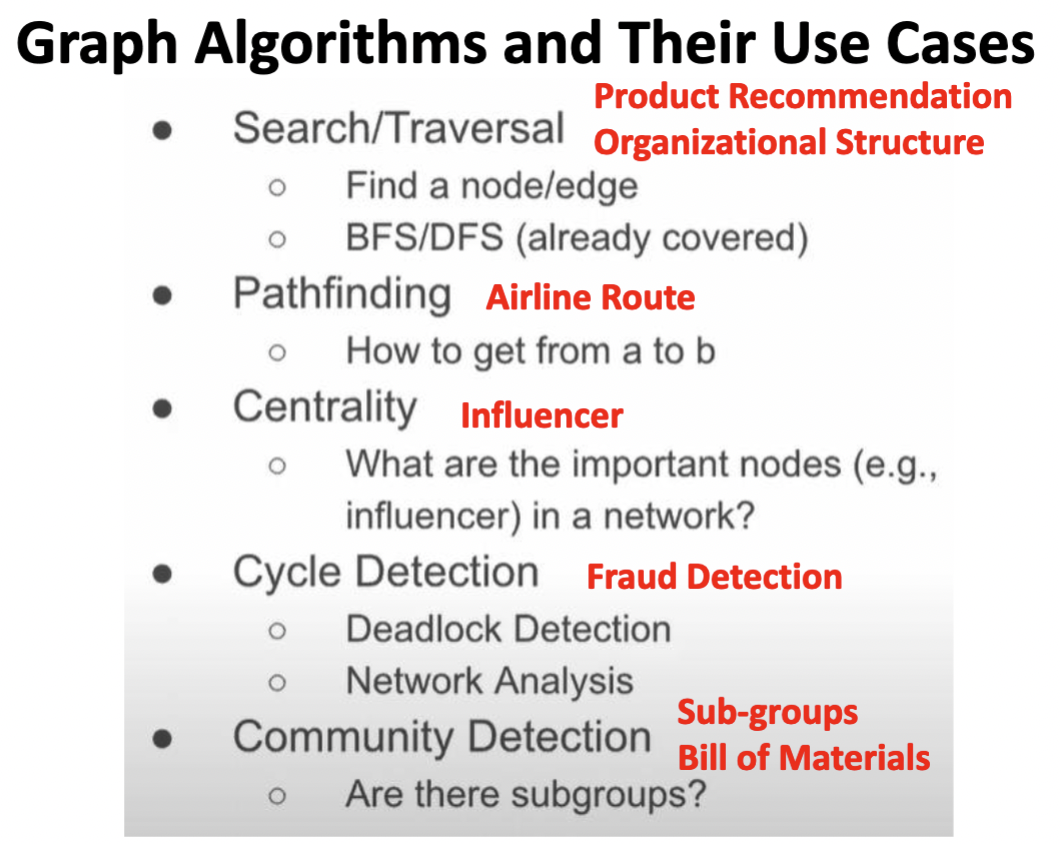 Graph Algorithms and Their Use Cases
● Search/Traversal Product Recommendation
Organizational Structure
○ Find a node/edge
○ BFS/DFS (already covered)
● Pathfinding Airline Route
○ How to get from a to b
● Centrality Influencer
○ What are the important nodes (e.g.,
influencer) in a network?
● Cycle Detection Fraud Detection
○ Deadlock Detection
○ Network Analysis
● Community Detection Sub-groups
Bill of Materials
○ Are there subgroups?